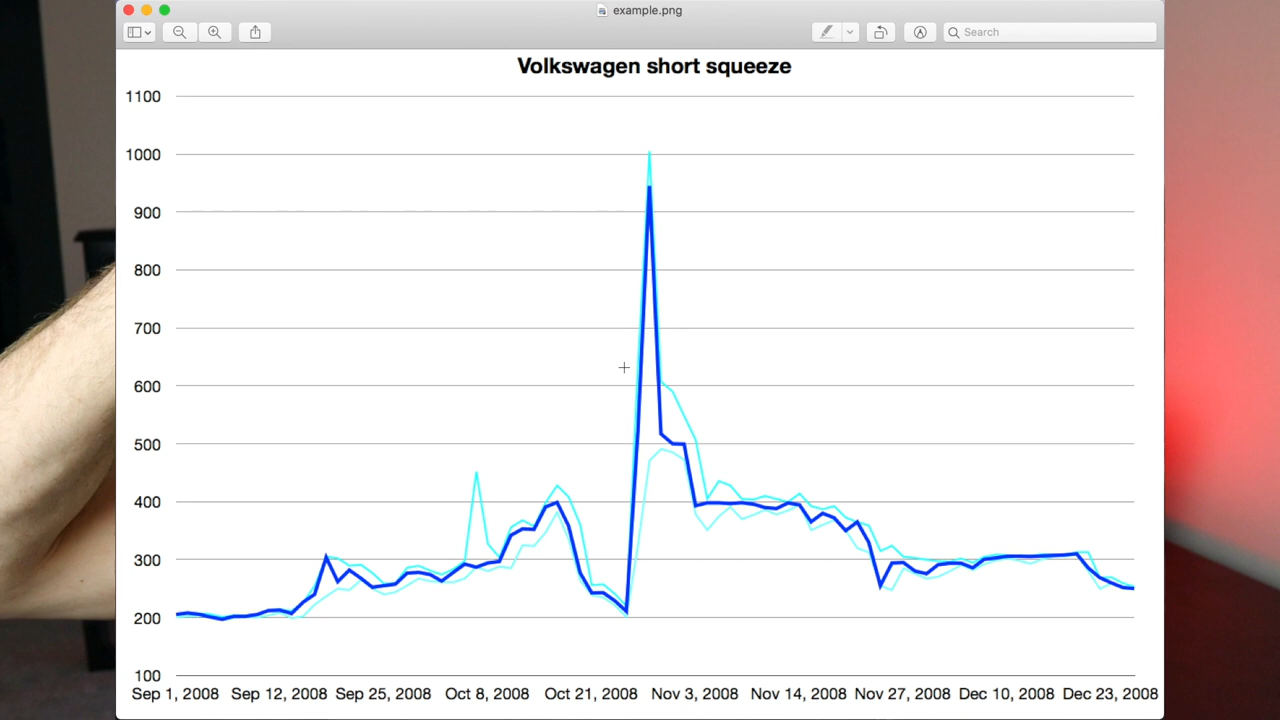 example.png
Search
Volkswagen short squeeze
1100
1000
900
800
700
600
500
400
300
200
100
Sep 1, 2008 Sep 12, 2008 Sep 25, 2008 Oct 8, 2008 Oct 21, 2008 Nov 3, 2008 Nov 14, 2008 Nov 27, 2008 Dec 10, 2008 Dec 23, 2008